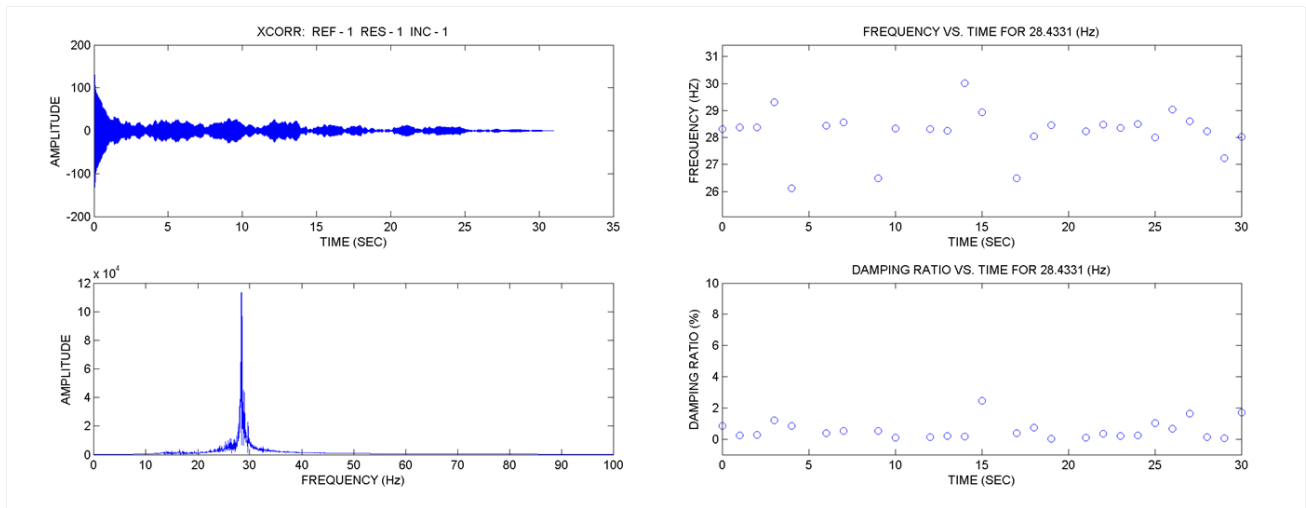 XCORR: REF - 1 RES - 1 INC - 1
200
100
0
-100
-200
AMPLITUDE
0 5 10 15 20 25 30 35
TIME (SEC)
FREQUENCY VS. TIME FOR 28.4331 (Hz)
31
30
29
28
27
26
FREQUENCY (HZ)
0 5 10 15 20 25 30
TIME (SEC)
x 10^4
12
10
8
6
4
2
0
AMPLITUDE
0 10 20 30 40 50 60 70 80 90 100
FREQUENCY (Hz)
DAMPING RATIO VS. TIME FOR 28.4331 (Hz)
10
8
6
4
2
0
DAMPING RATIO (%)
0 5 10 15 20 25 30
TIME (SEC)